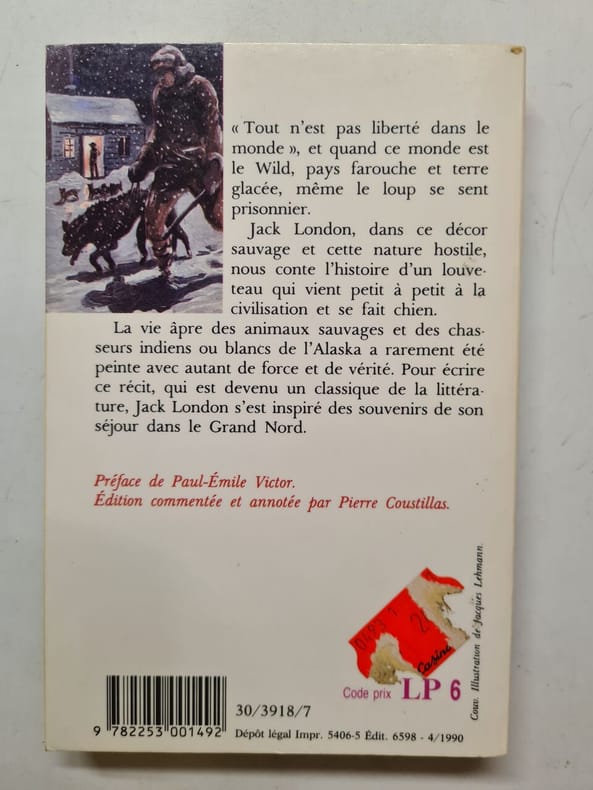 « Tout n'est pas liberté dans le
monde », et quand ce monde est
le Wild, pays farouche et terre
glacée, même le loup se sent
prisonnier.
Jack London, dans ce décor
sauvage et cette nature hostile,
nous conte l'histoire d'un louve-
teau qui vient petit à petit à la
civilisation et se fait chien.
La vie âpre des animaux sauvages et des chas-
seurs indiens ou blancs de l'Alaska a rarement été
peinte avec autant de force et de vérité. Pour écrire
ce récit, qui est devenu un classique de la littéra-
ture, Jack London s'est inspiré des souvenirs de son
séjour dans le Grand Nord.
Préface de Paul-Émile Victor.
Édition commentée et annotée par Pierre Coustillas.
Couv. Illustration de Jacques Lehmann.
Casino
Code prix LP 6
30/3918/7
9 782253 001492
Dépôt légal Impr. 5406-5 Édit. 6598 - 4/1990